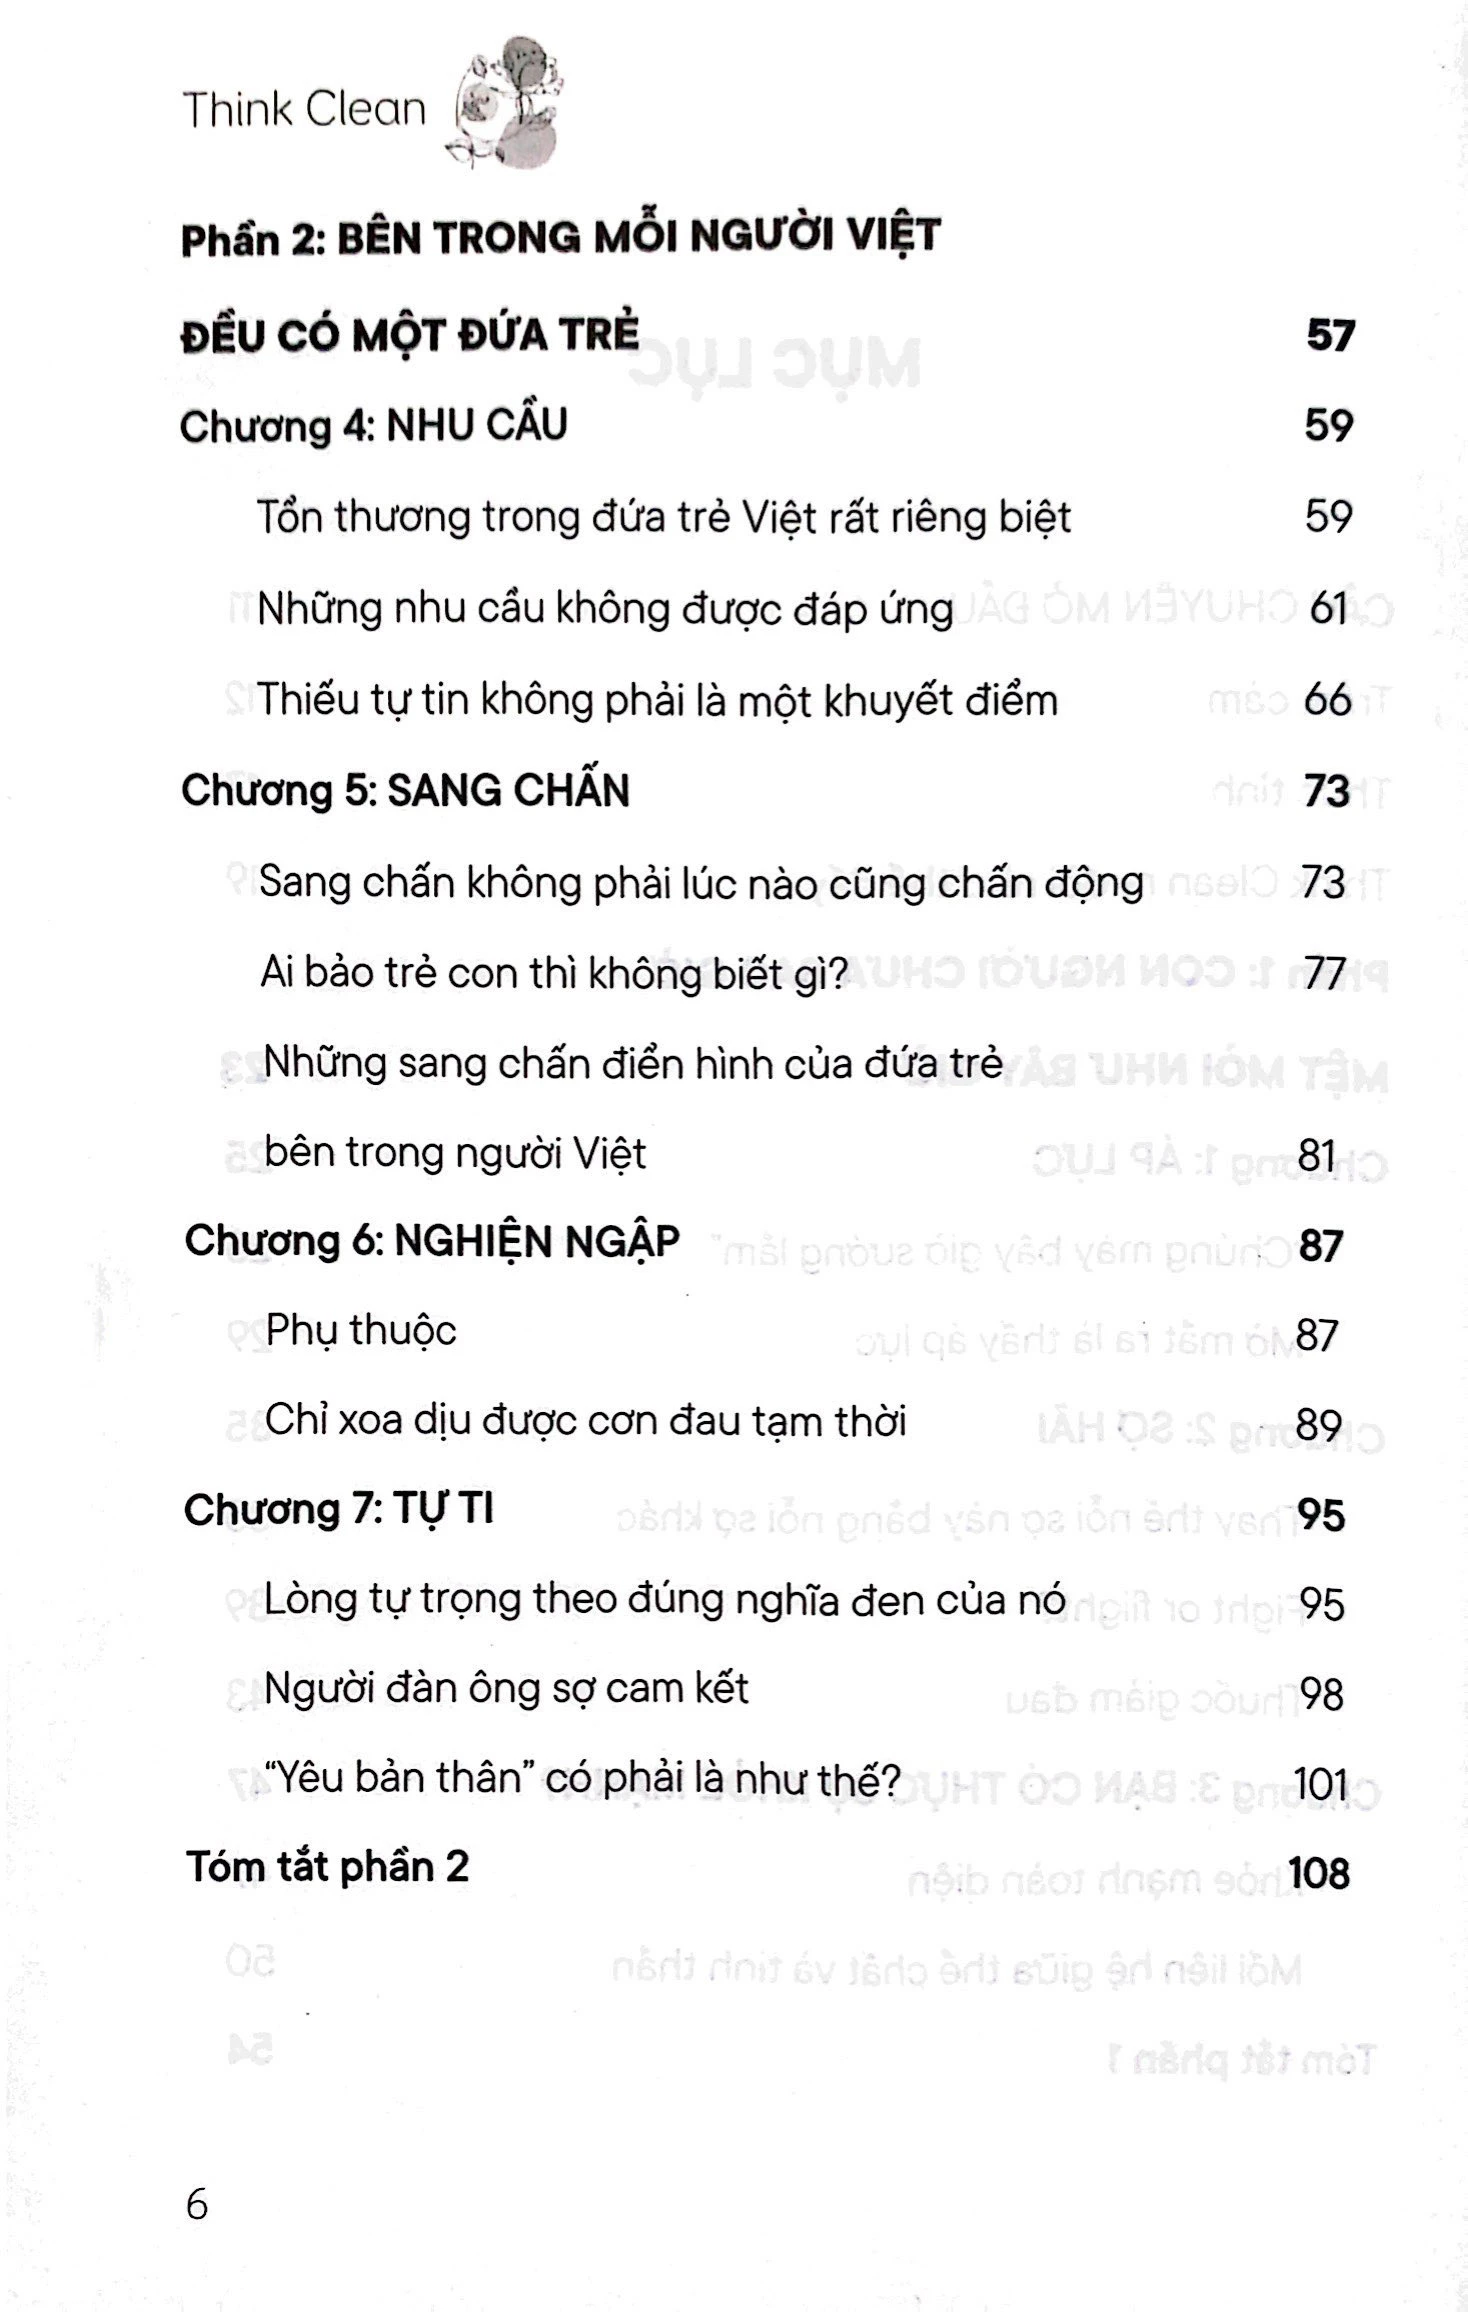 Think Clean
Phần 2: BÊN TRONG MỖI NGƯỜI VIỆT
ĐỀU CÓ MỘT ĐỨA TRẺ 57
Chương 4: NHU CẦU 59
Tổn thương trong đứa trẻ Việt rất riêng biệt 59
Những nhu cầu không được đáp ứng 61
Thiếu tự tin không phải là một khuyết điểm 66
Chương 5: SANG CHẤN 73
Sang chấn không phải lúc nào cũng chấn động 73
Ai bảo trẻ con thì không biết gì? 77
Những sang chấn điển hình của đứa trẻ
bên trong người Việt 81
Chương 6: NGHIỆN NGẬP 87
Phụ thuộc 87
Chỉ xoa dịu được cơn đau tạm thời 89
Chương 7: TỰ TI 95
Lòng tự trọng theo đúng nghĩa đen của nó 95
Người đàn ông sợ cam kết 98
“Yêu bản thân” có phải là như thế? 101
Tóm tắt phần 2 108
6